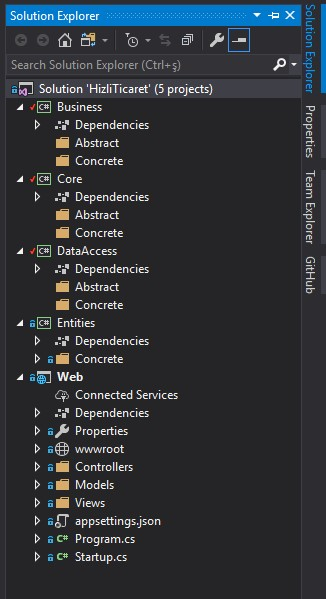 Solution Explorer
Search Solution Explorer (Ctrl+ş)
Solution 'HizliTicaret' (5 projects)
C# Business
Dependencies
Abstract
Concrete
C# Core
Dependencies
Abstract
Concrete
C# DataAccess
Dependencies
Abstract
Concrete
C# Entities
Dependencies
Concrete
Web
Connected Services
Dependencies
Properties
wwwroot
Controllers
Models
Views
appsettings.json
C# Program.cs
C# Startup.cs
Solution Explorer
Properties
Team Explorer
GitHub